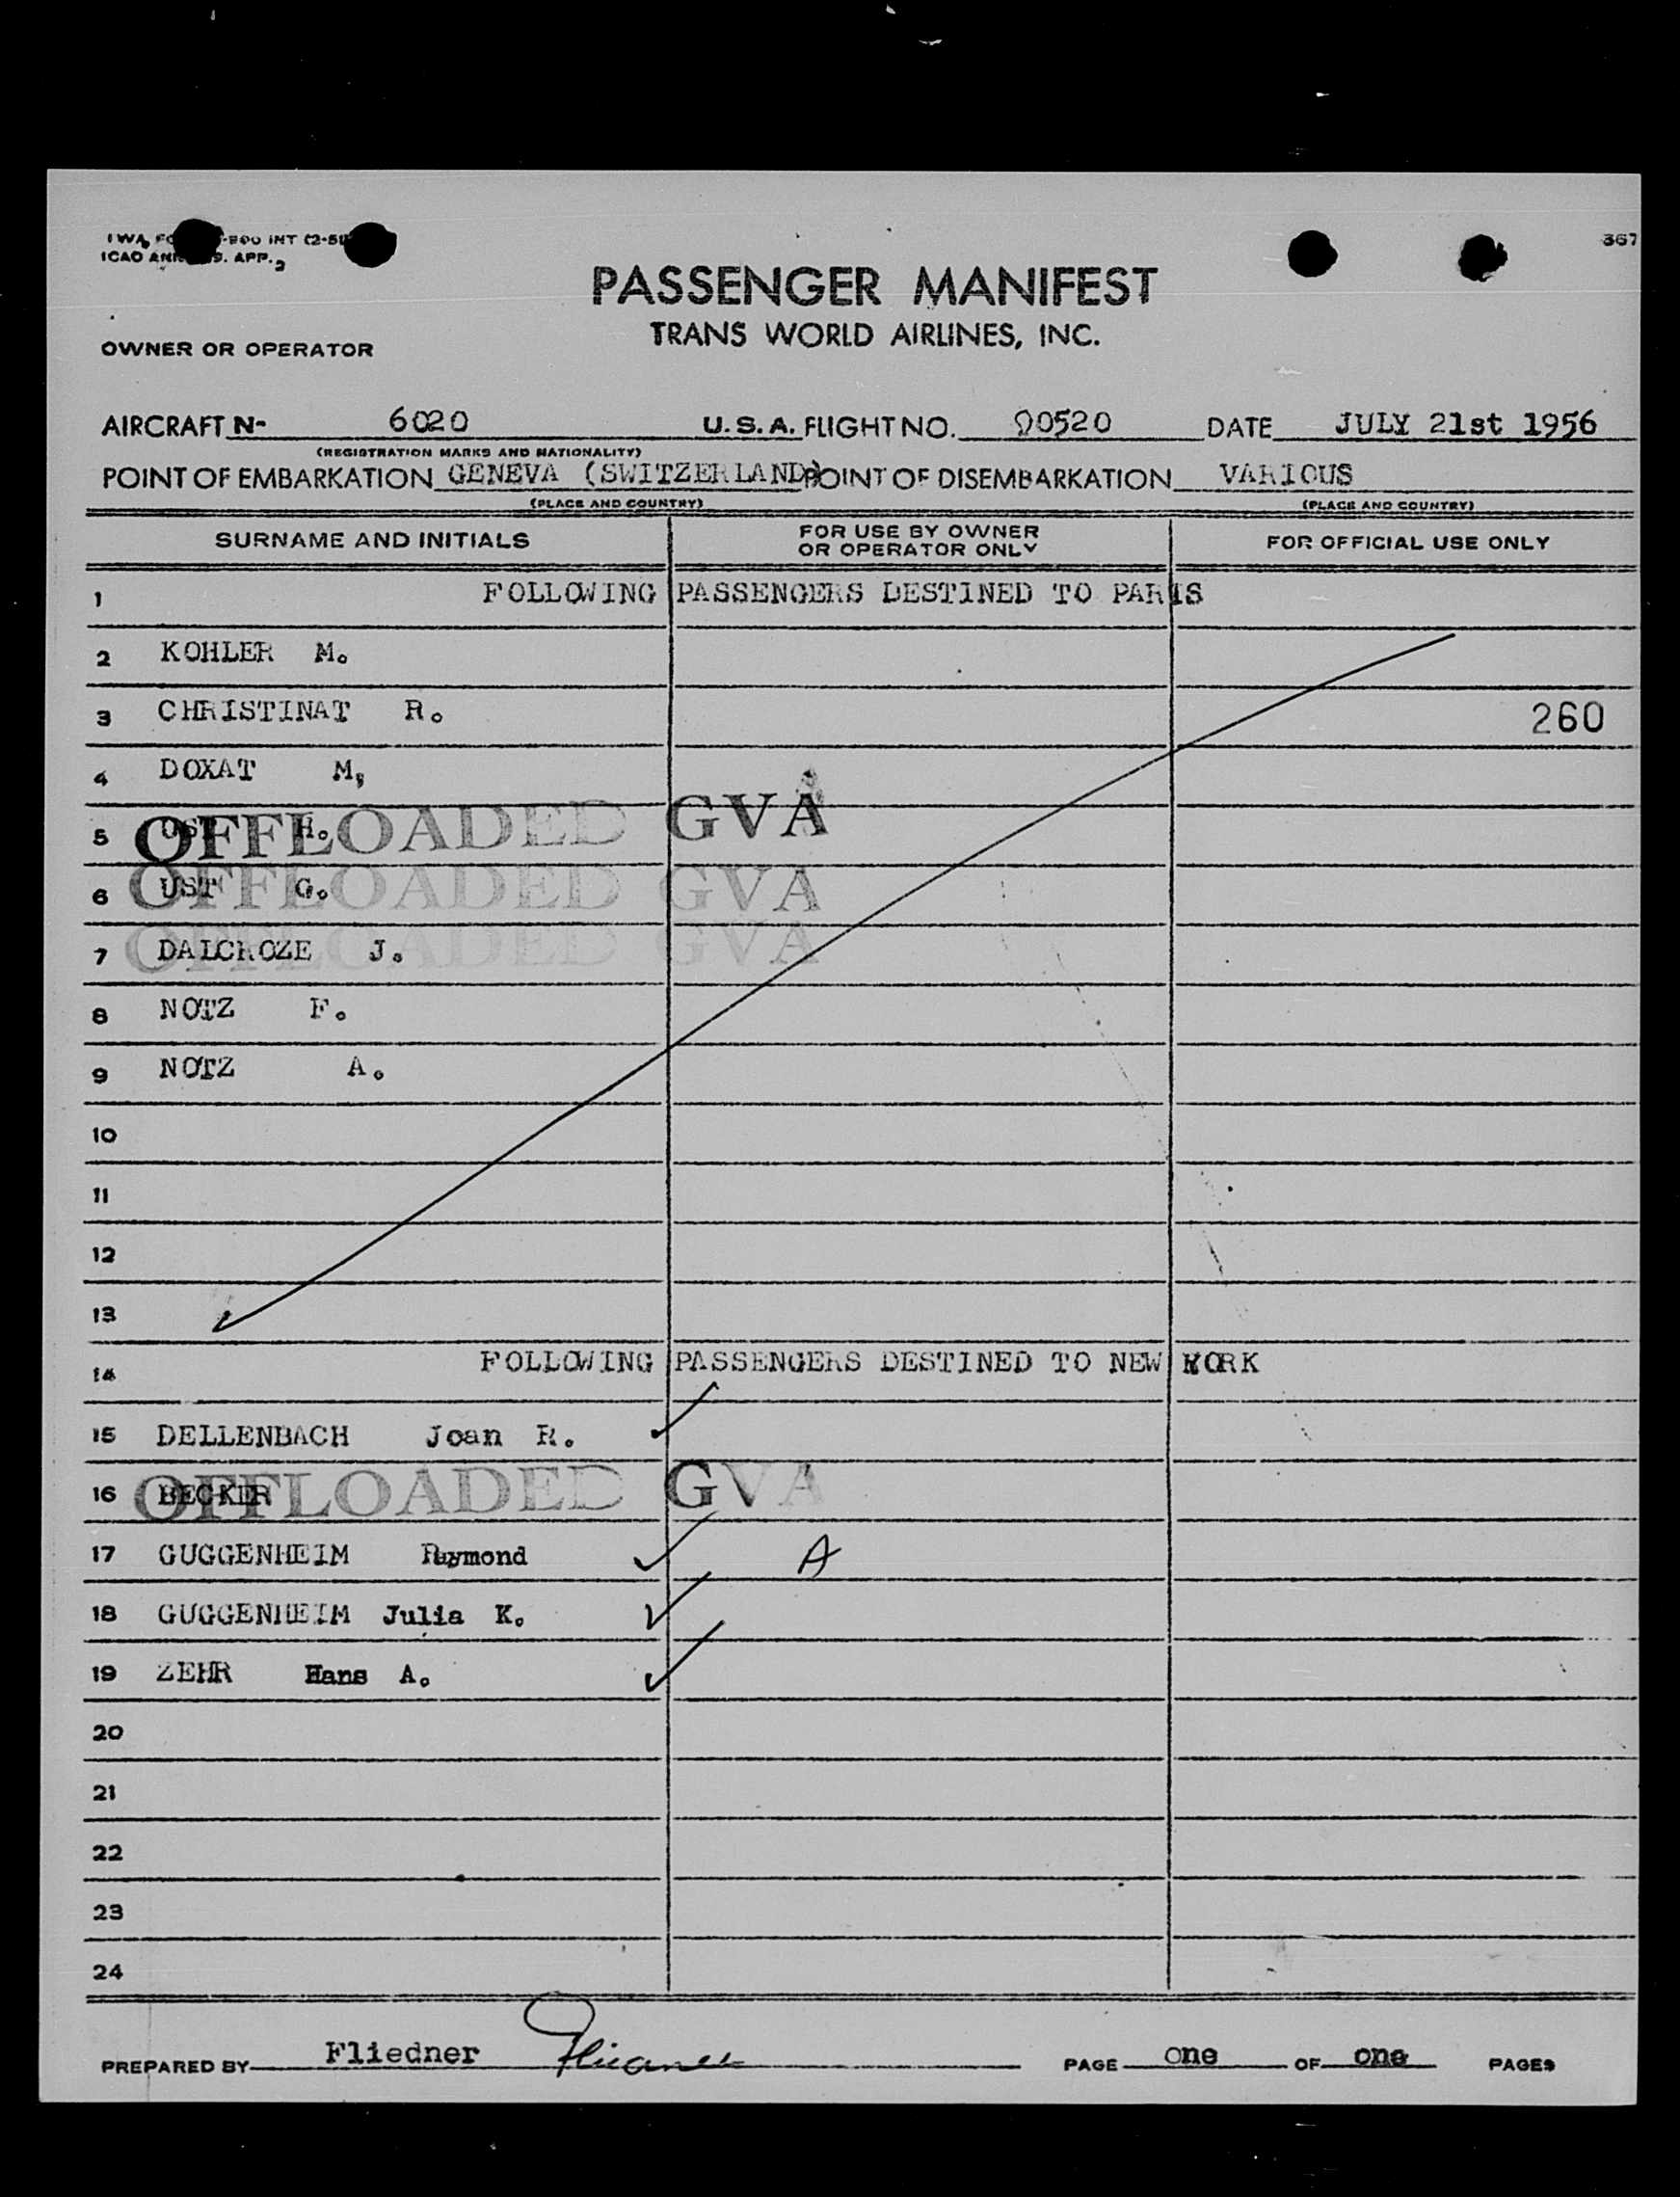 367
ICAO APP. 2
PASSENGER MANIFEST
TRANS WORLD AIRLINES, INC.
OWNER OR OPERATOR
AIRCRAFT N- 6020 U.S.A. FLIGHT NO. 00520 DATE JULY 21st 1956
(REGISTRATION MARKS AND NATIONALITY)
POINT OF EMBARKATION GENEVA (SWITZERLAND) POINT OF DISEMBARKATION VARIOUS
(PLACE AND COUNTRY) (PLACE AND COUNTRY)
SURNAME AND INITIALS FOR USE BY OWNER OR OPERATOR ONLY FOR OFFICIAL USE ONLY
1 FOLLOWING PASSENGERS DESTINED TO PARIS
2 KOHLER M.
3 CHRISTINAT R. 260
4 DOXAT M,
5 UST H. OFFLOADED GVA
6 UST G. OFFLOADED GVA
7 DALCROZE J. OFFLOADED GVA
8 NOTZ F.
9 NOTZ A.
10
11
12
13
14 FOLLOWING PASSENGERS DESTINED TO NEW YORK
15 DELLENBACH Joan R.
16 BECKER OFFLOADED GVA
17 GUGGENHEIM Raymond A
18 GUGGENHEIM Julia K.
19 ZEHR Hans A.
20
21
22
23
24
PREPARED BY Fliedner PAGE one OF one PAGES